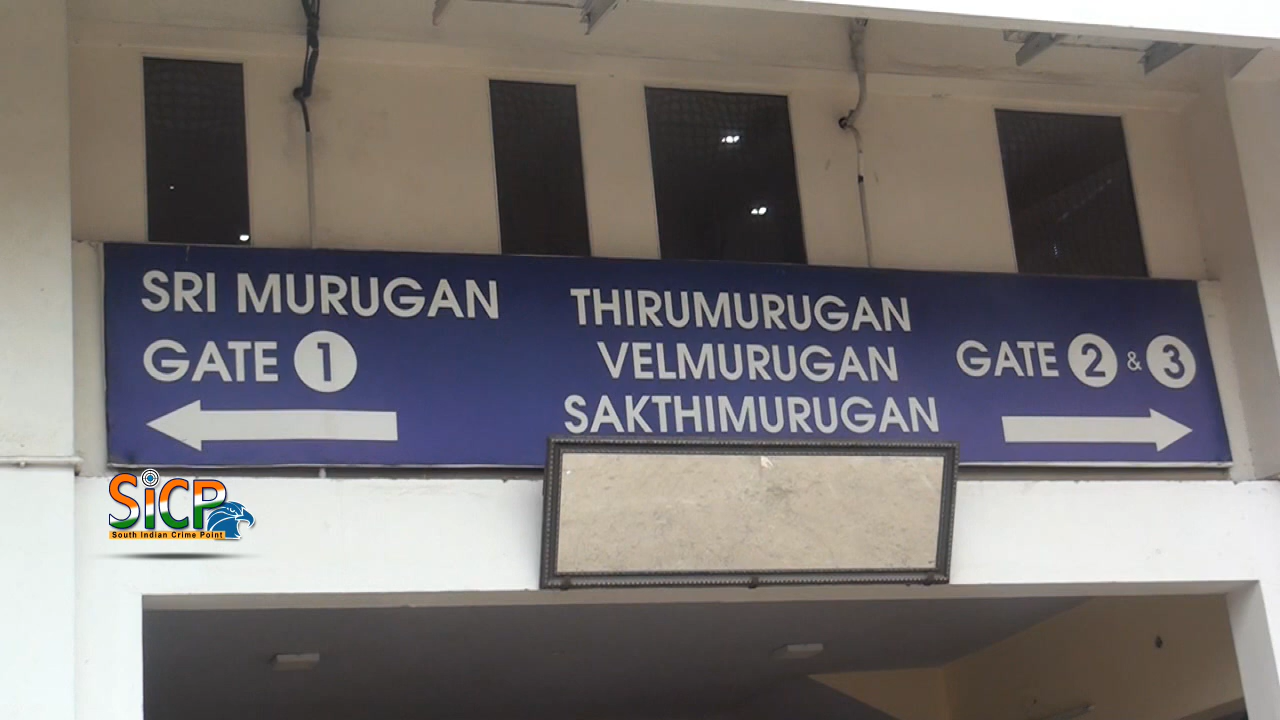 SRI MURUGAN
GATE 1
THIRUMURUGAN
VELMURUGAN
SAKTHIMURUGAN
GATE 2 & 3
SiCP
South Indian Crime Point